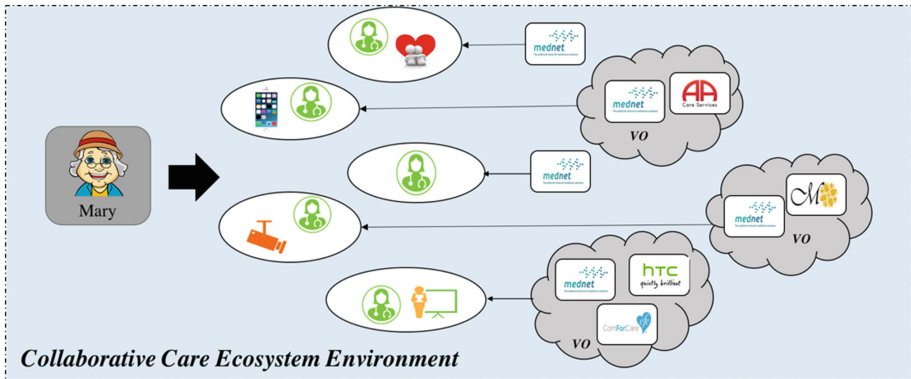 mednet
mednet
AA
Care Services
VO
Mary
mednet
mednet
M
VO
mednet
htc
quietly brilliant
ComForCare
VO
Collaborative Care Ecosystem Environment